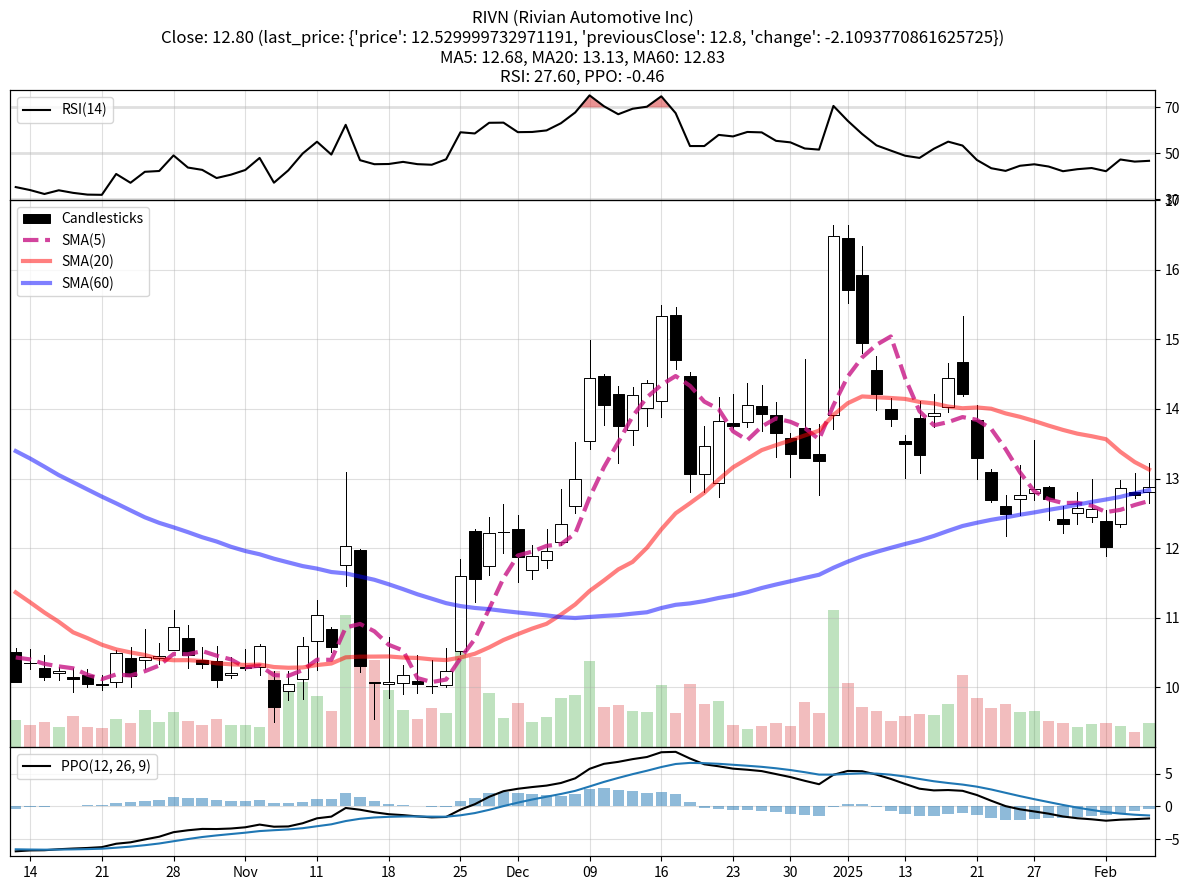 RIVN (Rivian Automotive Inc)
Close: 12.80 (last_price: {'price': 12.529999732971191, 'previousClose': 12.8, 'change': -2.1093770861625725})
MA5: 12.68, MA20: 13.13, MA60: 12.83
RSI: 27.60, PPO: -0.46
RSI(14)
70
50
30
17
Candlesticks
SMA(5)
SMA(20)
SMA(60)
16
15
14
13
12
11
10
PPO(12, 26, 9)
5
0
−5
14 21 28 Nov 11 18 25 Dec 09 16 23 30 2025 13 21 27 Feb